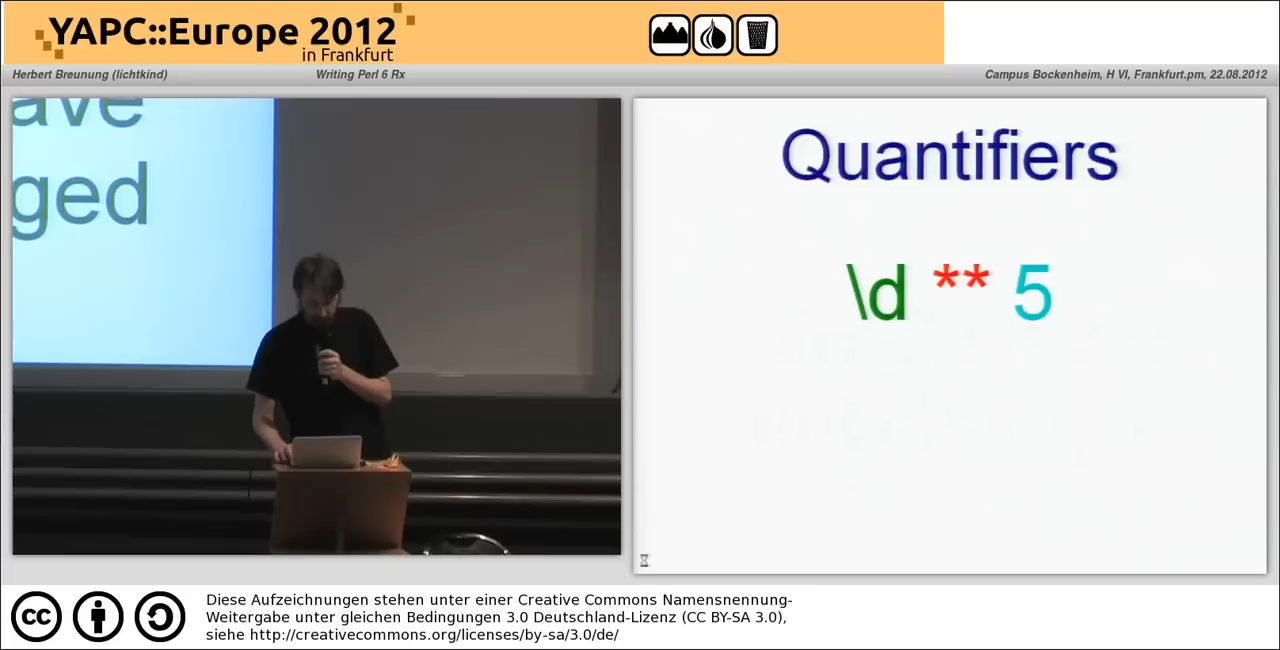 YAPC::Europe 2012
in Frankfurt
Herbert Breunung (lichtkind)
Writing Perl 6 Rx
Campus Bockenheim, H VI, Frankfurt.pm, 22.08.2012
ave
ged
Quantifiers
\d ** 5
cc
Diese Aufzeichnungen stehen unter einer Creative Commons Namensnennung-
Weitergabe unter gleichen Bedingungen 3.0 Deutschland-Lizenz (CC BY-SA 3.0),
siehe http://creativecommons.org/licenses/by-sa/3.0/de/